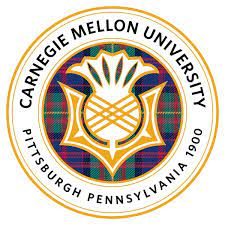 CARNEGIE MELLON UNIVERSITY
PITTSBURGH PENNSYLVANIA 1900